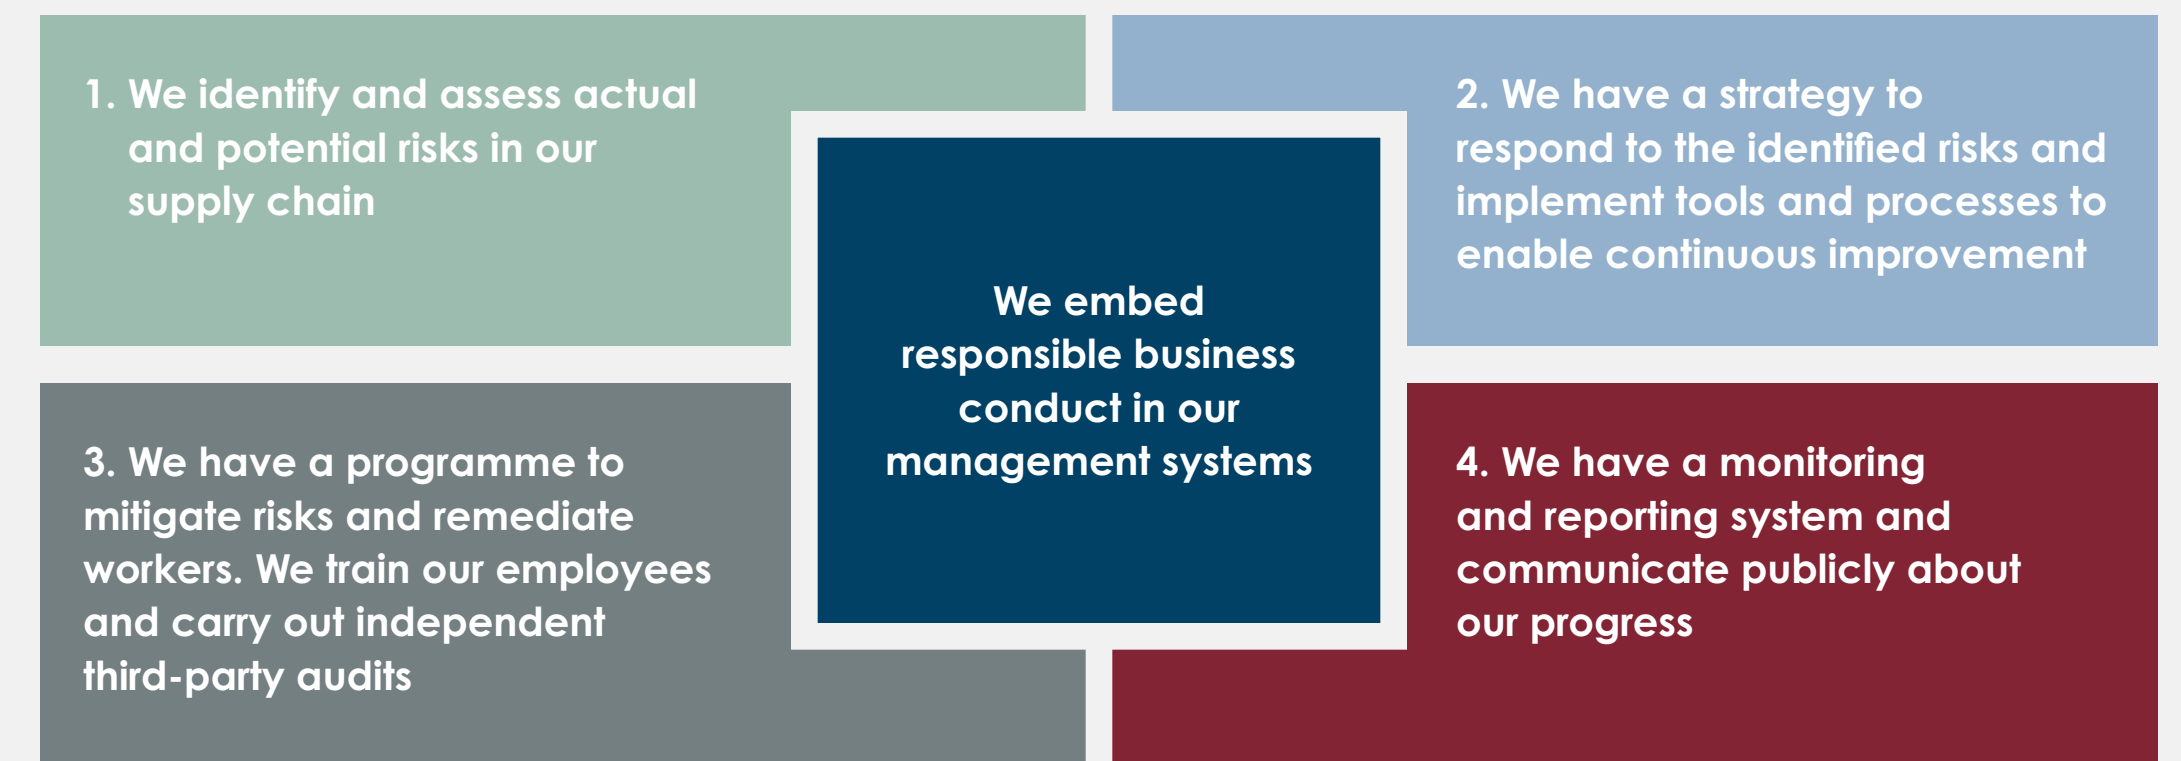 1. We identify and assess actual
and potential risks in our
supply chain
2. We have a strategy to
respond to the identified risks and
implement tools and processes to
enable continuous improvement
We embed
responsible business
conduct in our
management systems
3. We have a programme to
mitigate risks and remediate
workers. We train our employees
and carry out independent
third-party audits
4. We have a monitoring
and reporting system and
communicate publicly about
our progress